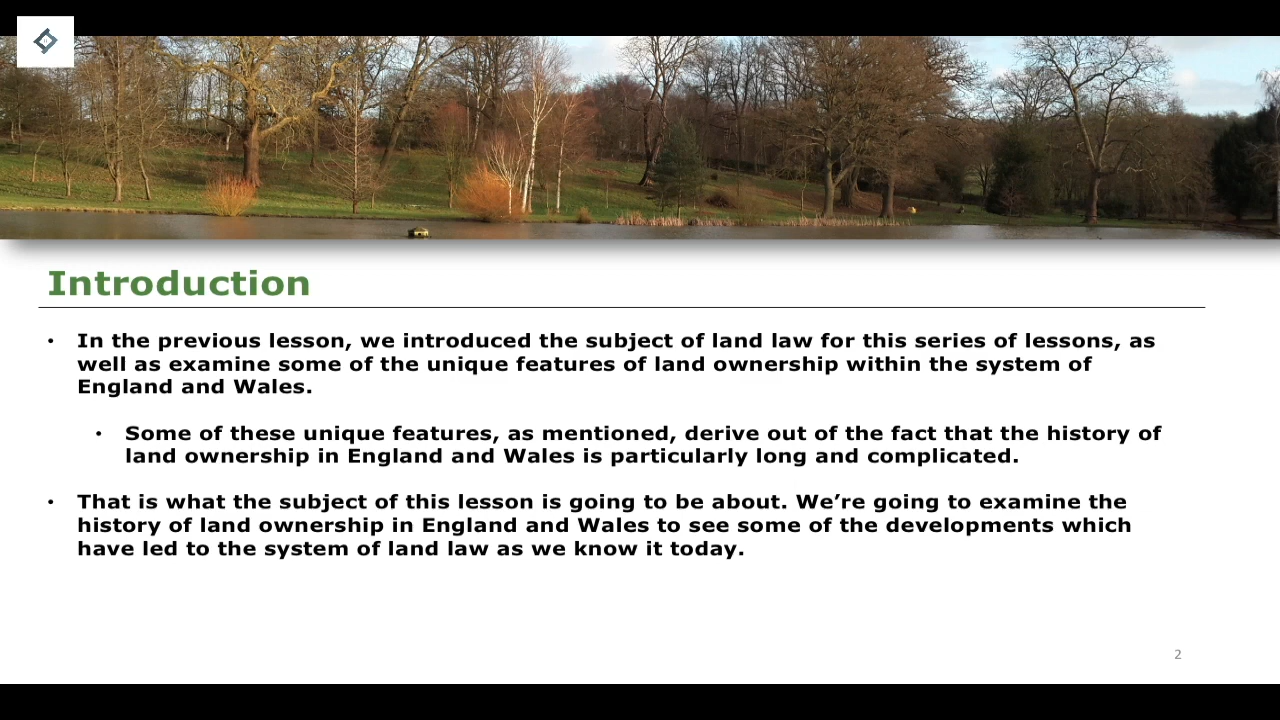 Introduction
• In the previous lesson, we introduced the subject of land law for this series of lessons, as
well as examine some of the unique features of land ownership within the system of
England and Wales.
• Some of these unique features, as mentioned, derive out of the fact that the history of
land ownership in England and Wales is particularly long and complicated.
• That is what the subject of this lesson is going to be about. We’re going to examine the
history of land ownership in England and Wales to see some of the developments which
have led to the system of land law as we know it today.
2